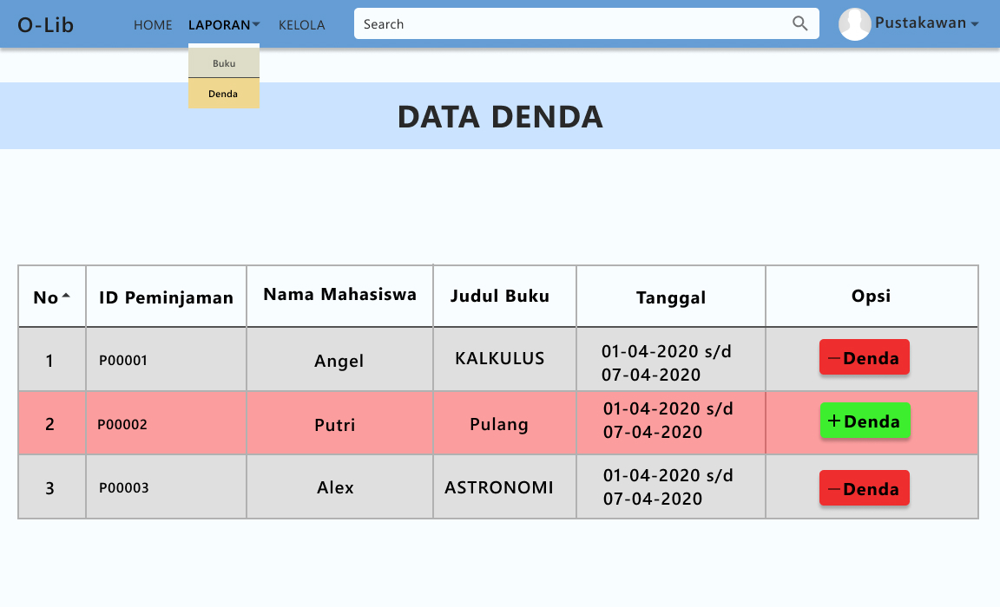 O-Lib
HOME LAPORAN KELOLA
Search
Pustakawan
Buku
Denda
DATA DENDA
No ID Peminjaman Nama Mahasiswa Judul Buku Tanggal Opsi
1 P00001 Angel KALKULUS 01-04-2020 s/d
07-04-2020 −Denda
2 P00002 Putri Pulang 01-04-2020 s/d
07-04-2020 +Denda
3 P00003 Alex ASTRONOMI 01-04-2020 s/d
07-04-2020 −Denda